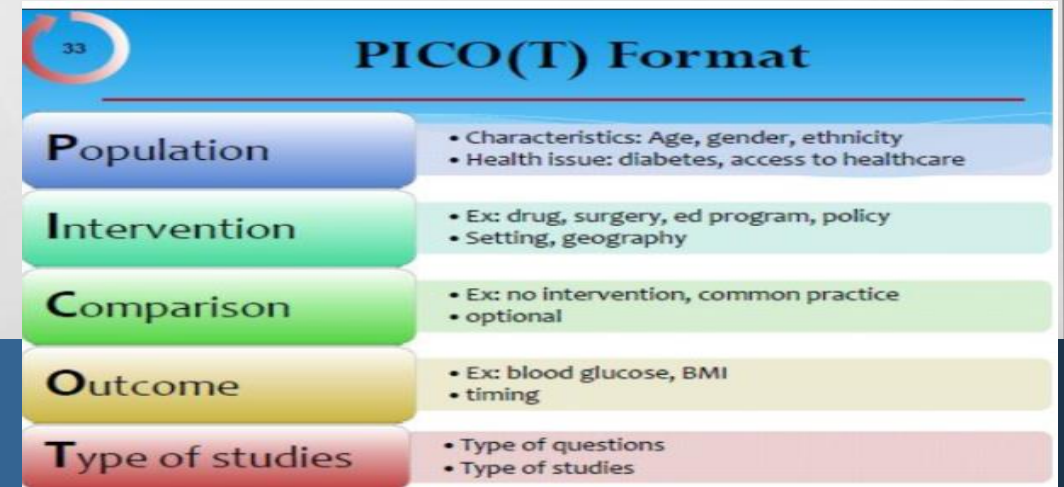 33
PICO(T) Format
Population
• Characteristics: Age, gender, ethnicity
• Health issue: diabetes, access to healthcare
Intervention
• Ex: drug, surgery, ed program, policy
• Setting, geography
Comparison
• Ex: no intervention, common practice
• optional
Outcome
• Ex: blood glucose, BMI
• timing
Type of studies
• Type of questions
• Type of studies